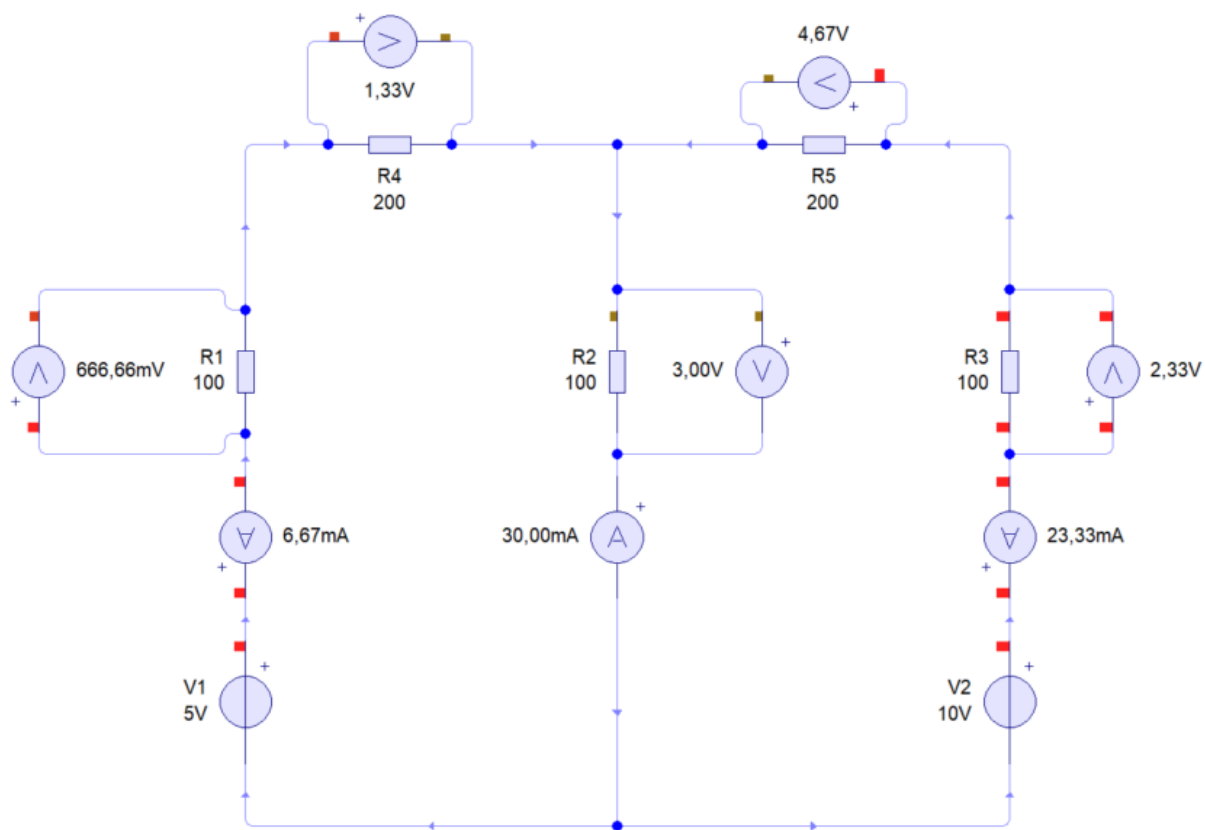 +
1,33V
4,67V
+
R4
200
R5
200
666,66mV
+
R1
100
R2
100
3,00V
+
R3
100
2,33V
+
A
6,67mA
+
30,00mA
A
+
A
23,33mA
+
V1
5V
+
V2
10V
+